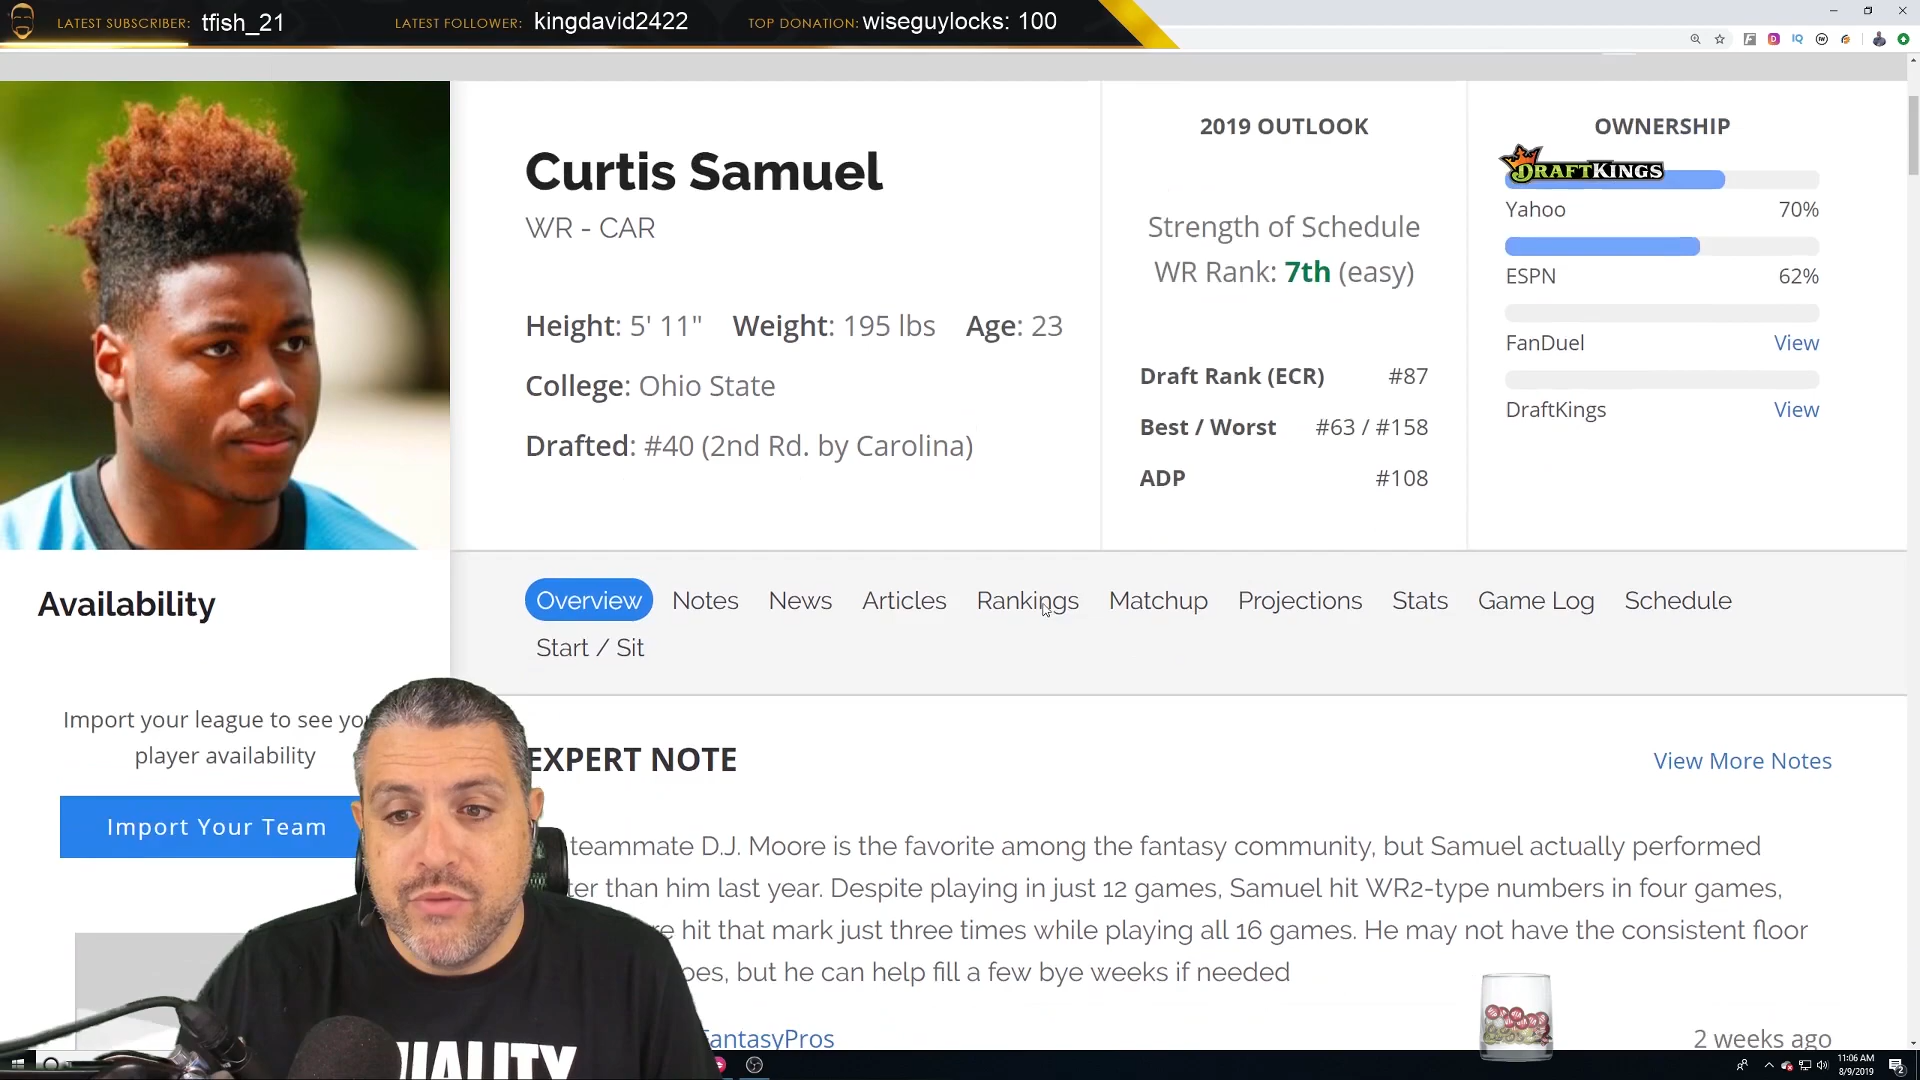 LATEST SUBSCRIBER: tfish_21 LATEST FOLLOWER: kingdavid2422 TOP DONATION: wiseguylocks: 100
Curtis Samuel
WR - CAR
Height: 5' 11" Weight: 195 lbs Age: 23
College: Ohio State
Drafted: #40 (2nd Rd. by Carolina)
2019 OUTLOOK
Strength of Schedule
WR Rank: 7th (easy)
Draft Rank (ECR) #87
Best / Worst #63 / #158
ADP #108
OWNERSHIP
DRAFTKINGS
Yahoo 70%
ESPN 62%
FanDuel View
DraftKings View
Overview Notes News Articles Rankings Matchup Projections Stats Game Log Schedule
Start / Sit
Availability
Import your league to see
player availability
Import Your Team
EXPERT NOTE View More Notes
teammate D.J. Moore is the favorite among the fantasy community, but Samuel actually performed
than him last year. Despite playing in just 12 games, Samuel hit WR2-type numbers in four games,
hit that mark just three times while playing all 16 games. He may not have the consistent floor
but he can help fill a few bye weeks if needed
FantasyPros 2 weeks ago
11:06 AM
8/9/2019